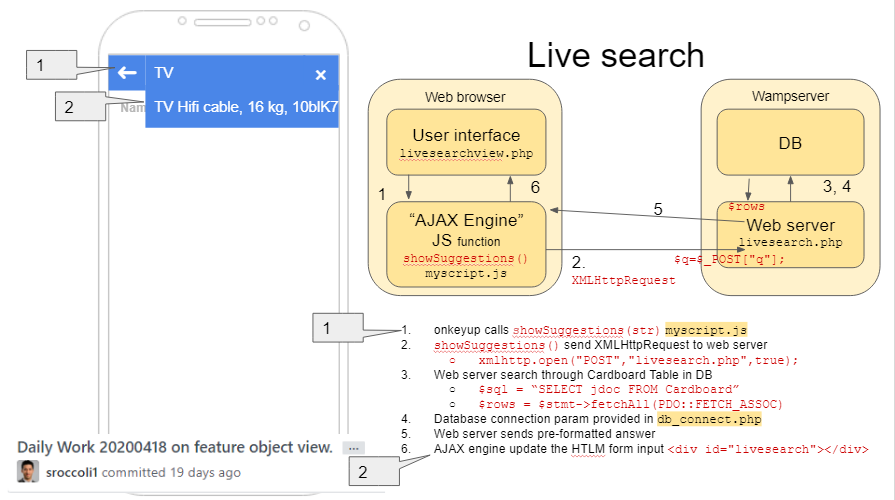 Live search
1
TV
×
2
Nam
TV Hifi cable, 16 kg, 10blK7
Web browser
User interface
livesearchview.php
1
6
“AJAX Engine”
JS function
showSuggestions()
myscript.js
Wampserver
DB
3, 4
$rows
5
Web server
livesearch.php
2.
$q=$_POST["q"];
XMLHttpRequest
1
1. onkeyup calls showSuggestions(str) myscript.js
2. showSuggestions() send XMLHttpRequest to web server
○ xmlhttp.open("POST","livesearch.php",true);
3. Web server search through Cardboard Table in DB
○ $sql = “SELECT jdoc FROM Cardboard”
○ $rows = $stmt->fetchAll(PDO::FETCH_ASSOC)
4. Database connection param provided in db_connect.php
5. Web server sends pre-formatted answer
6. AJAX engine update the HTLM form input <div id="livesearch"></div>
2
Daily Work 20200418 on feature object view. ...
sroccoli1 committed 19 days ago